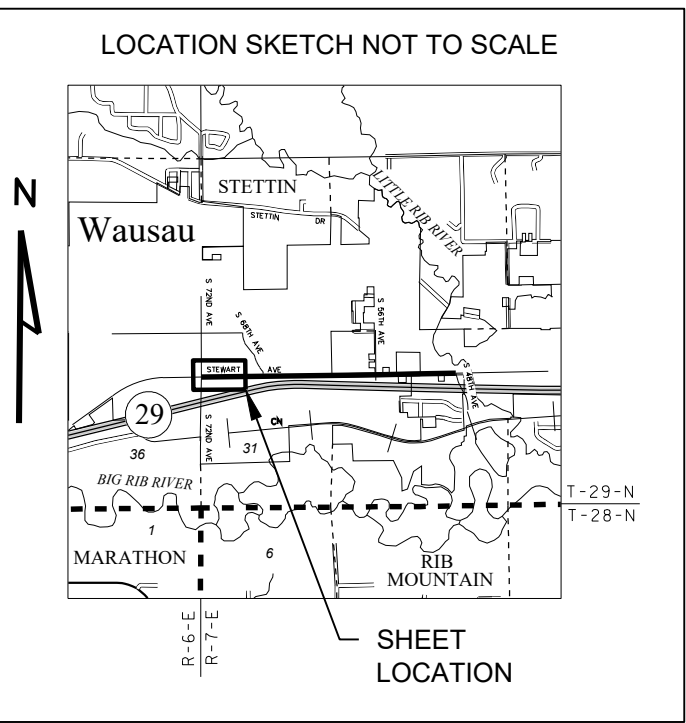 LOCATION SKETCH NOT TO SCALE
N
STETTIN
Wausau
STETTIN DR
LITTLE RIB RIVER
S 72ND AVE
S 68TH AVE
S 56TH AVE
STEWART AVE
S 48TH AVE
29
S 72ND AVE
CN
36
31
BIG RIB RIVER
T-29-N
T-28-N
1
6
MARATHON
RIB
MOUNTAIN
R-6-E
R-7-E
SHEET
LOCATION